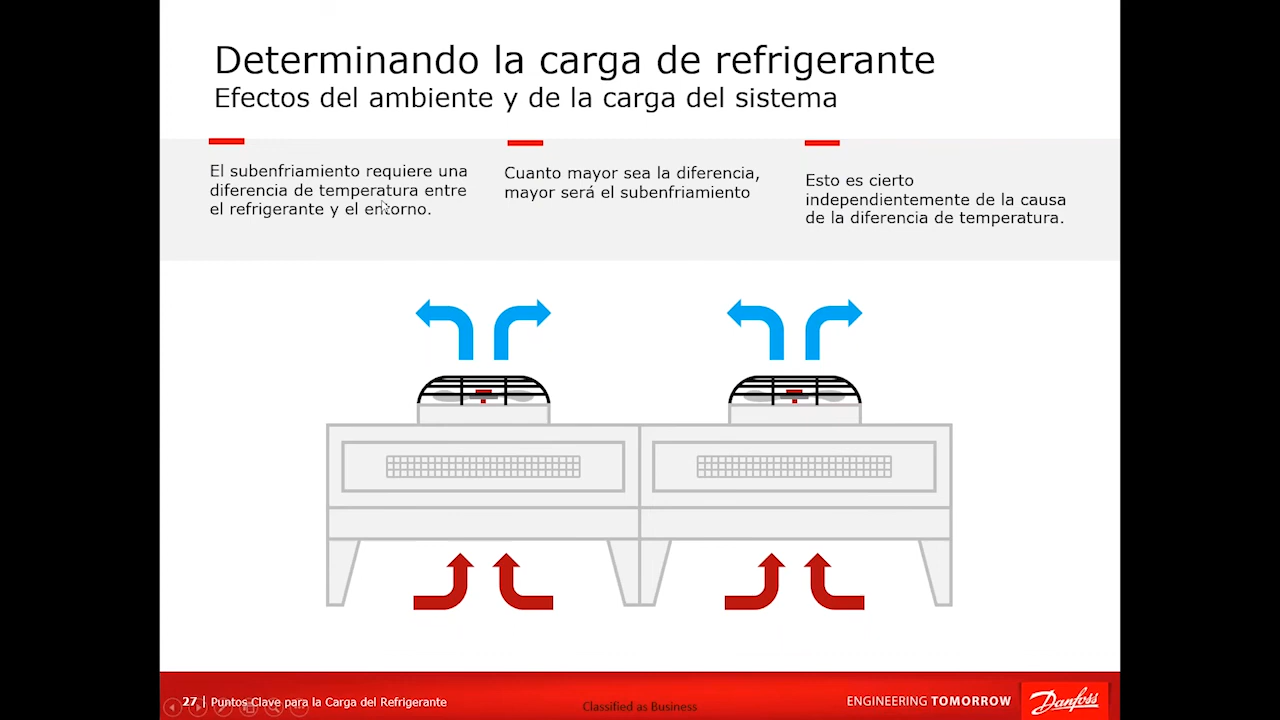 Determinando la carga de refrigerante
Efectos del ambiente y de la carga del sistema
El subenfriamiento requiere una
diferencia de temperatura entre
el refrigerante y el entorno.
Cuanto mayor sea la diferencia,
mayor será el subenfriamiento
Esto es cierto
independientemente de la causa
de la diferencia de temperatura.
27 | Puntos Clave para la Carga del Refrigerante
Classified as Business
ENGINEERING TOMORROW
Danfoss